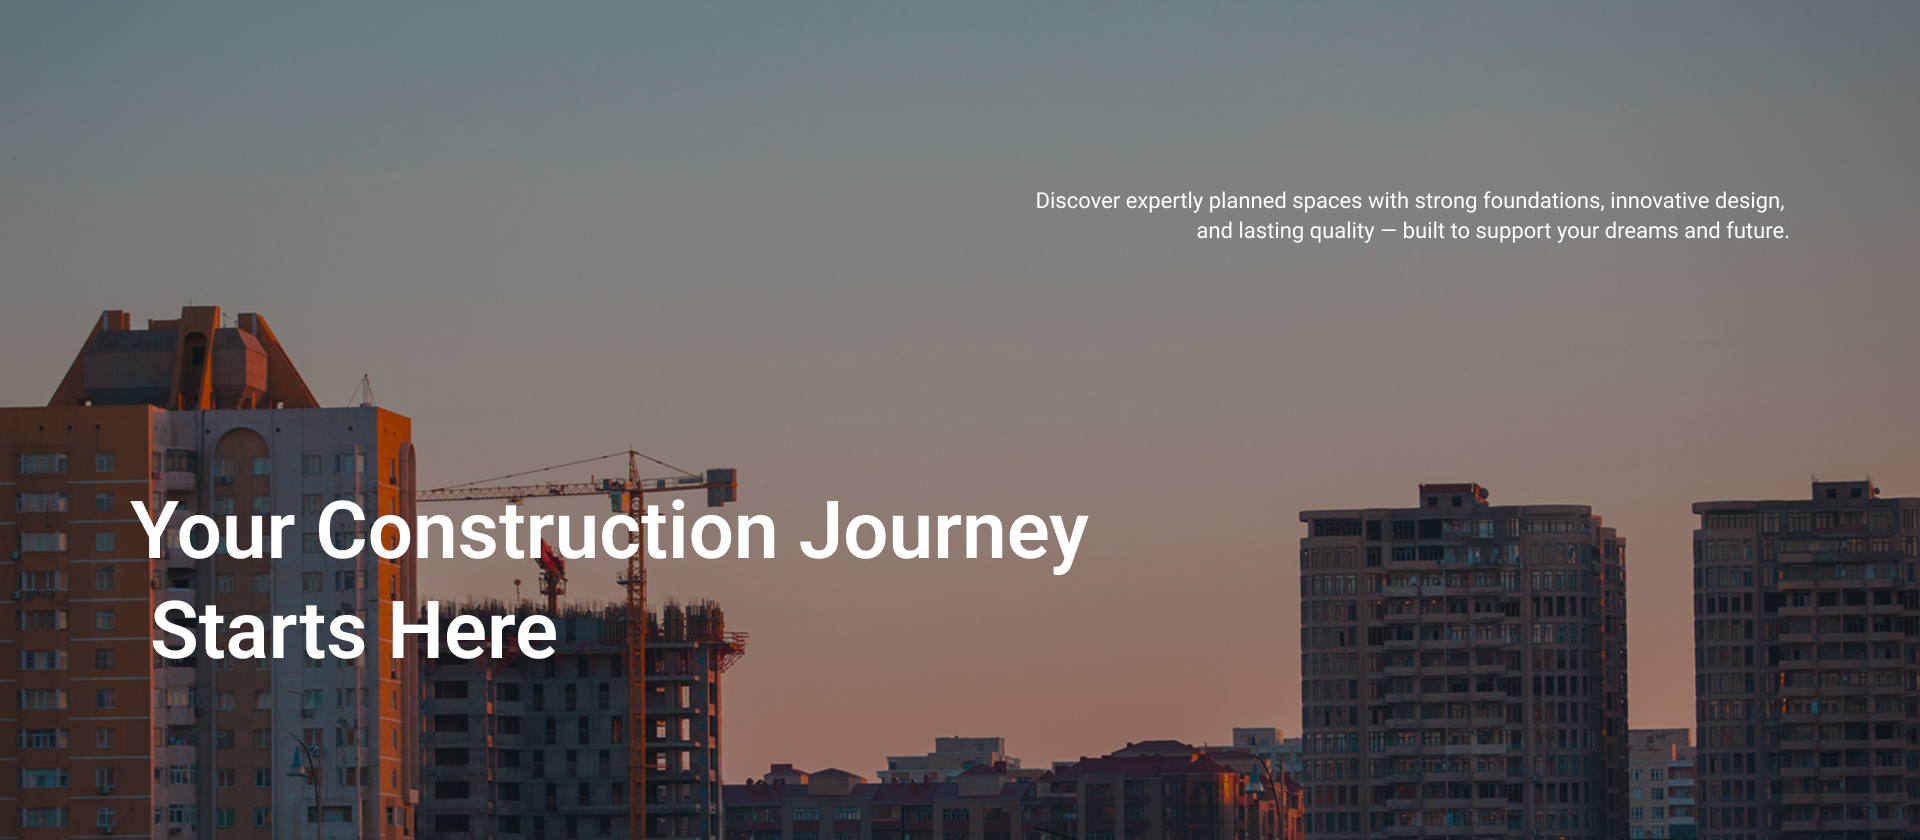 Discover expertly planned spaces with strong foundations, innovative design,
and lasting quality — built to support your dreams and future.
Your Construction Journey
Starts Here